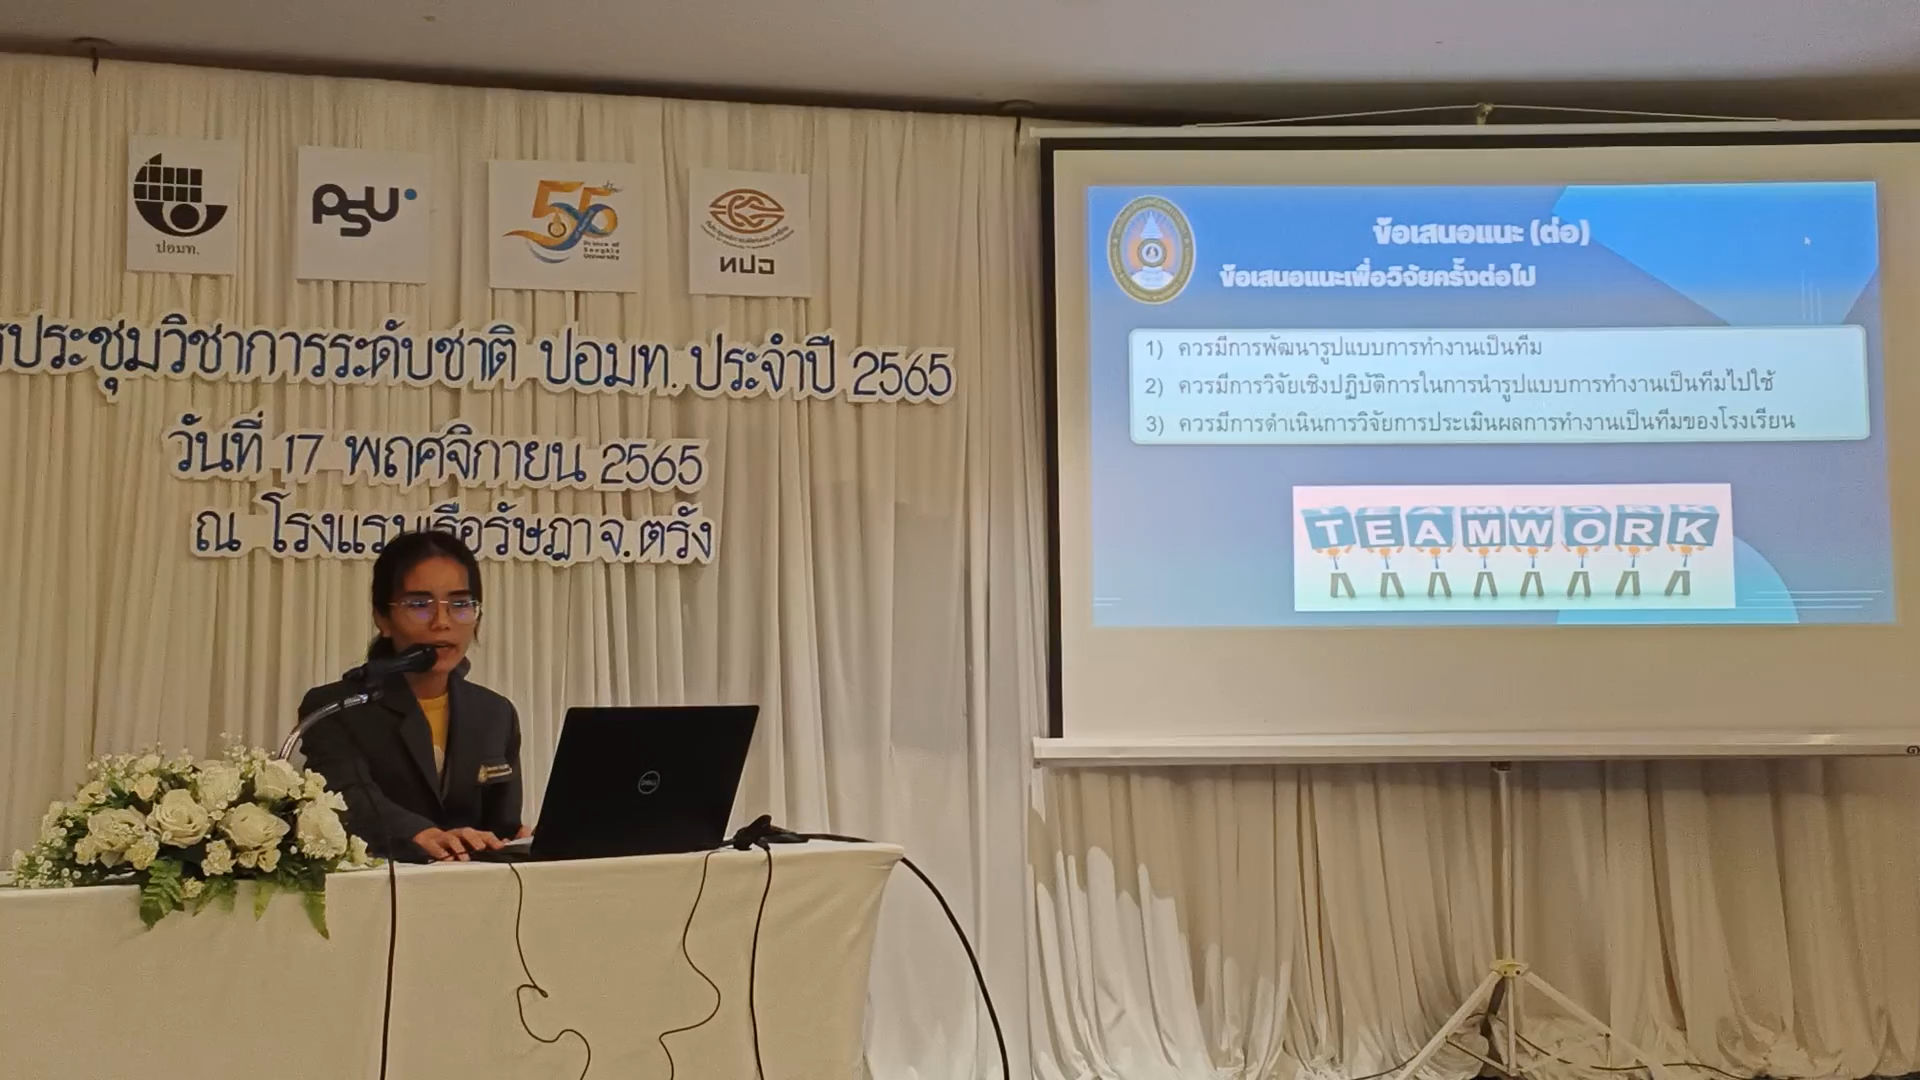 ปอมท.
PSU
55th
Prince of
Songkla
University
ทปอ
รประชุมวิชาการระดับชาติ ปอมท. ประจำปี 2565
วันที่ 17 พฤศจิกายน 2565
ณ โรงแรมเรือรัษฎา จ.ตรัง
ข้อเสนอแนะ (ต่อ)
ข้อเสนอแนะเพื่อวิจัยครั้งต่อไป
1) ควรมีการพัฒนารูปแบบการทำงานเป็นทีม
2) ควรมีการวิจัยเชิงปฏิบัติการในการนำรูปแบบการทำงานเป็นทีมไปใช้
3) ควรมีการดำเนินการวิจัยการประเมินผลการทำงานเป็นทีมของโรงเรียน
TEAMWORK
DELL